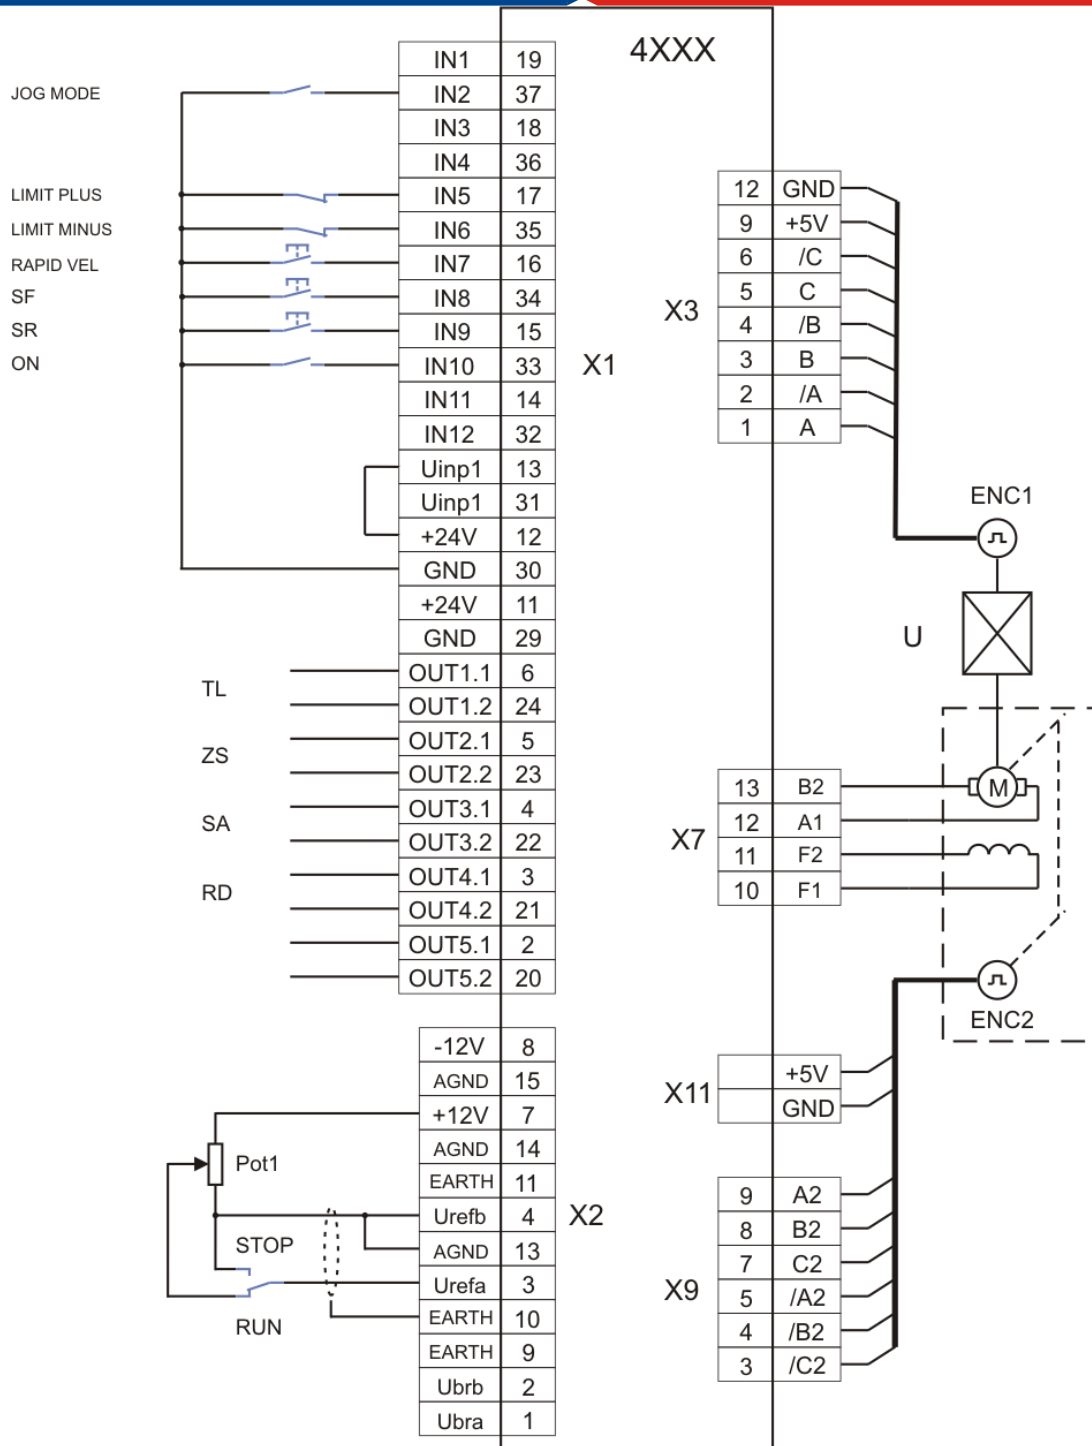 4XXX
IN1 19
JOG MODE IN2 37
IN3 18
IN4 36
LIMIT PLUS IN5 17
LIMIT MINUS IN6 35
RAPID VEL IN7 16
SF IN8 34
SR IN9 15
ON IN10 33
X1
IN11 14
IN12 32
Uinp1 13
Uinp1 31
+24V 12
GND 30
+24V 11
GND 29
OUT1.1 6
TL
OUT1.2 24
OUT2.1 5
ZS
OUT2.2 23
OUT3.1 4
SA
OUT3.2 22
OUT4.1 3
RD
OUT4.2 21
OUT5.1 2
OUT5.2 20
-12V 8
AGND 15
+12V 7
AGND 14
Pot1
EARTH 11
Urefb 4
X2
STOP
AGND 13
Urefa 3
EARTH 10
RUN
EARTH 9
Ubrb 2
Ubra 1
12 GND
9 +5V
6 /C
5 C
X3
4 /B
3 B
2 /A
1 A
ENC1
U
M
13 B2
12 A1
X7
11 F2
10 F1
ENC2
+5V
X11
GND
9 A2
8 B2
7 C2
X9
5 /A2
4 /B2
3 /C2